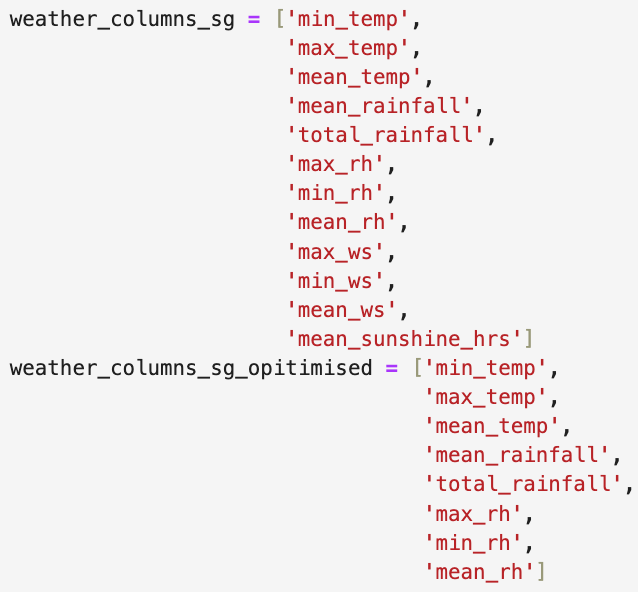 weather_columns_sg = ['min_temp',
'max_temp',
'mean_temp',
'mean_rainfall',
'total_rainfall',
'max_rh',
'min_rh',
'mean_rh',
'max_ws',
'min_ws',
'mean_ws',
'mean_sunshine_hrs']
weather_columns_sg_opitimised = ['min_temp',
'max_temp',
'mean_temp',
'mean_rainfall',
'total_rainfall',
'max_rh',
'min_rh',
'mean_rh']